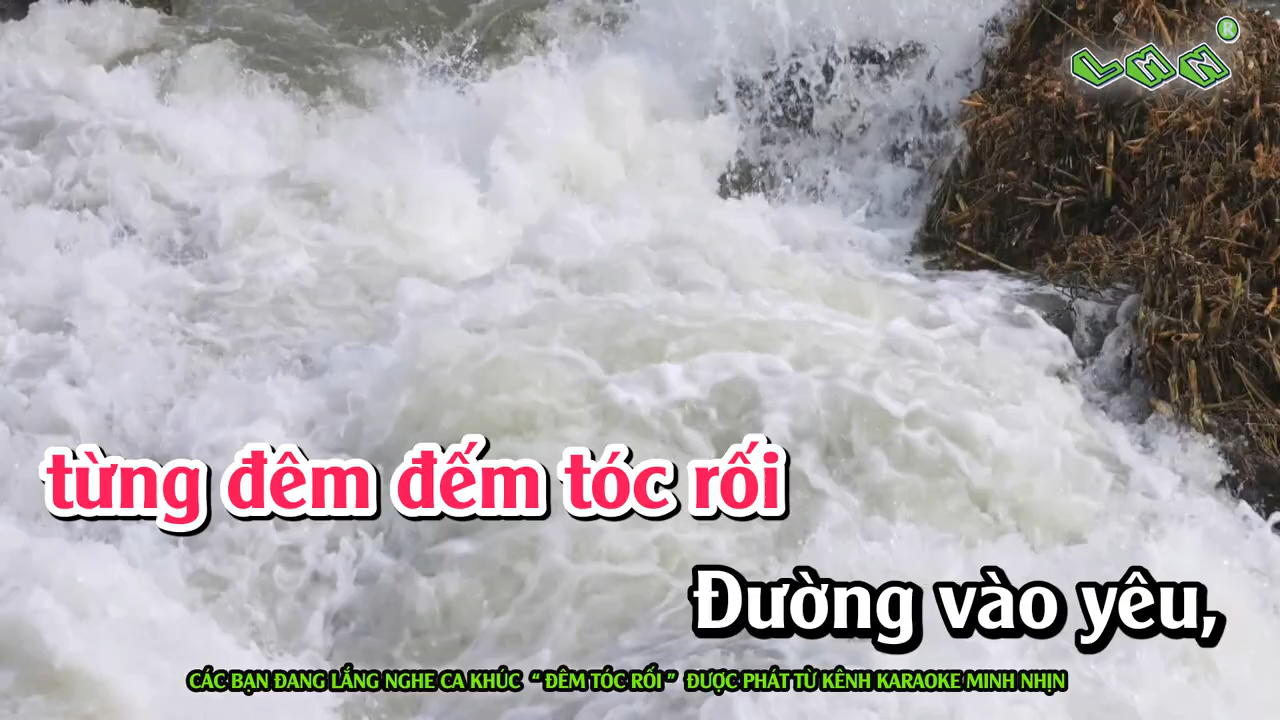 LMN
®
từng đêm đếm tóc rối
Đường vào yêu,
CÁC BẠN ĐANG LẮNG NGHE CA KHÚC “ ĐÊM TÓC RỐI ” ĐƯỢC PHÁT TỪ KÊNH KARAOKE MINH NHỊN